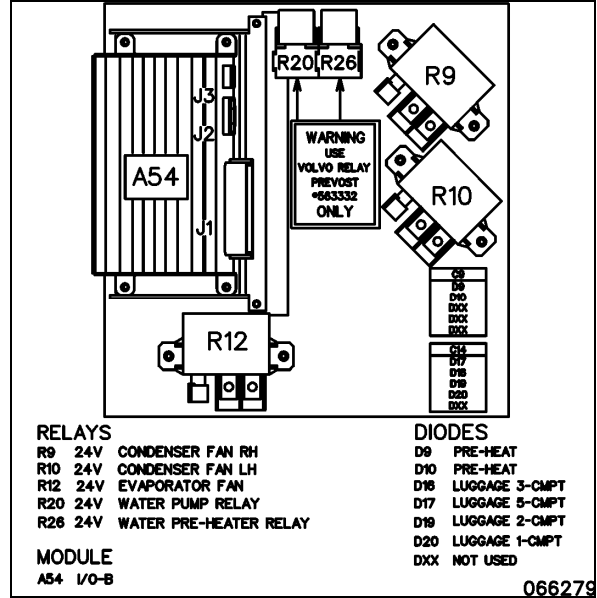 R20 R26
R9
J3
J2
A54
J1
WARNING
USE
VOLVO RELAY
PREVOST
#563332
ONLY
R10
C9
D9
D10
DXX
DXX
DXX
R12
C14
D17
D16
D19
D20
DXX
RELAYS
R9 24V CONDENSER FAN RH
R10 24V CONDENSER FAN LH
R12 24V EVAPORATOR FAN
R20 24V WATER PUMP RELAY
R26 24V WATER PRE-HEATER RELAY
MODULE
A54 I/O-B
DIODES
D9 PRE-HEAT
D10 PRE-HEAT
D16 LUGGAGE 3-CMPT
D17 LUGGAGE 5-CMPT
D19 LUGGAGE 2-CMPT
D20 LUGGAGE 1-CMPT
DXX NOT USED
066279